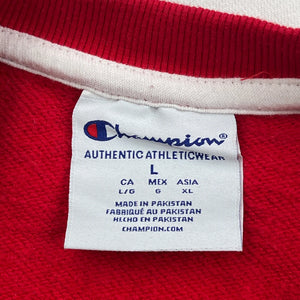 Champion®
AUTHENTIC ATHLETICWEAR
L
CA MEX ASIA
L/G G XL
MADE IN PAKISTAN
FABRIQUÉ AU PAKISTAN
HECHO EN PAKISTAN
CHAMPION.COM